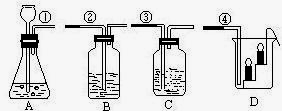 ① ② ③ ④
A B C D